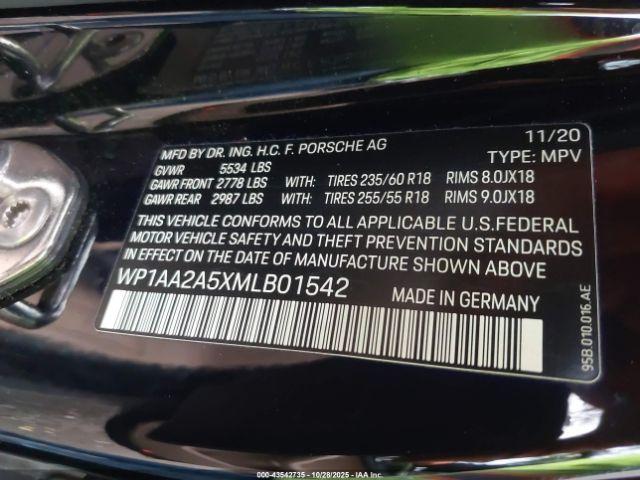 MFD BY DR. ING. H.C. F. PORSCHE AG 11/20
GVWR 5534 LBS TYPE: MPV
GAWR FRONT 2778 LBS WITH: TIRES 235/60 R18 RIMS 8.0JX18
GAWR REAR 2987 LBS WITH: TIRES 255/55 R18 RIMS 9.0JX18
THIS VEHICLE CONFORMS TO ALL APPLICABLE U.S.FEDERAL
MOTOR VEHICLE SAFETY AND THEFT PREVENTION STANDARDS
IN EFFECT ON THE DATE OF MANUFACTURE SHOWN ABOVE
WP1AA2A5XMLB01542 MADE IN GERMANY
95B.010.016.AE
000-43542735 - 10/28/2025 - IAA Inc.